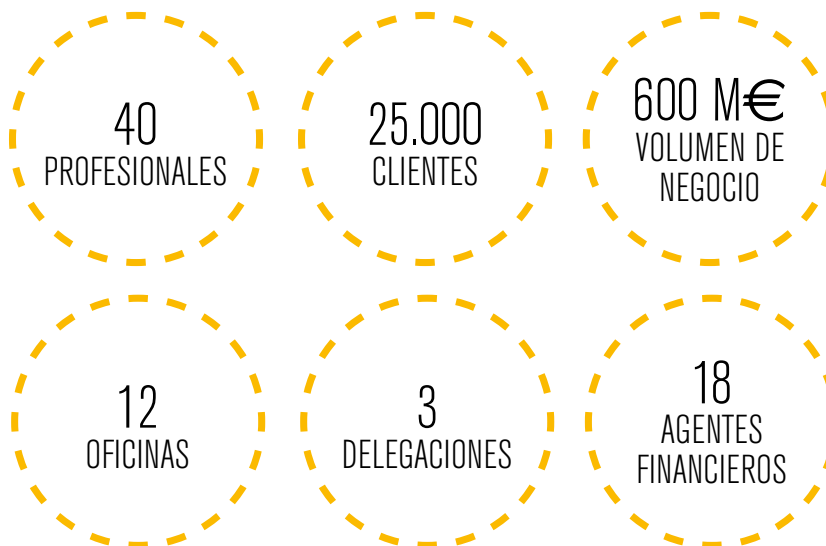 40
PROFESIONALES
25.000
CLIENTES
600 M€
VOLUMEN DE
NEGOCIO
12
OFICINAS
3
DELEGACIONES
18
AGENTES
FINANCIEROS